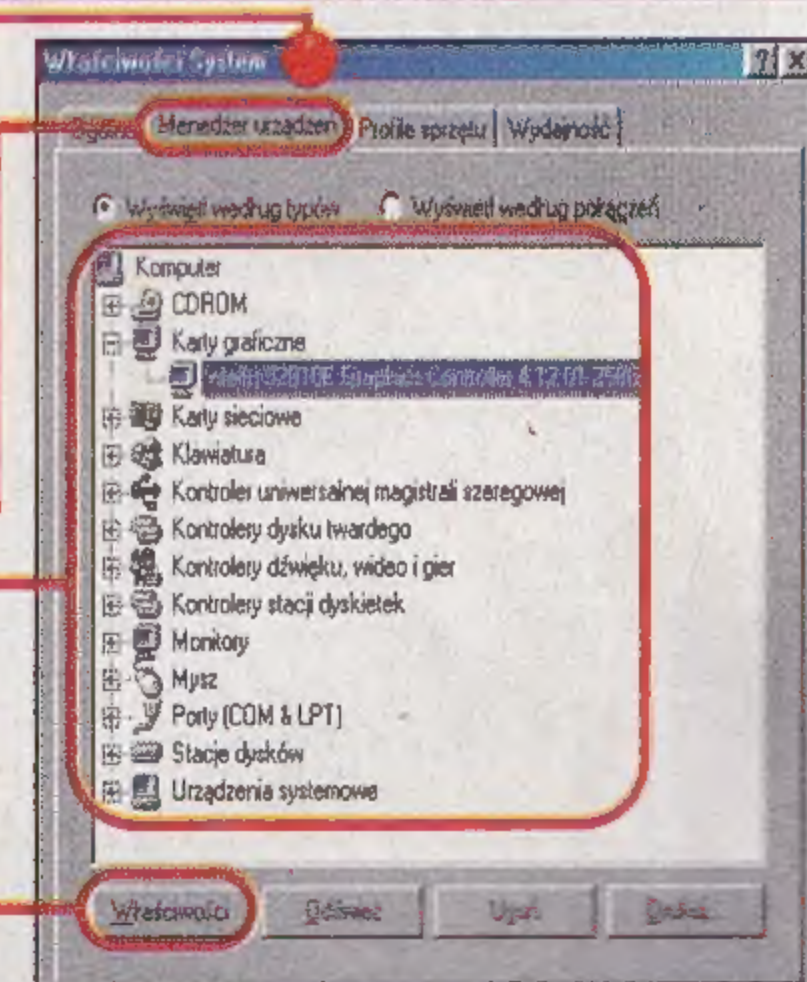 Właściwości System
Menedżer urządzeń Profile sprzętu Wydajność
Wyświetl według typów Wyświetl według połączeń
Komputer
CDROM
Karty graficzne
Graphics Controller
Karty sieciowe
Klawiatura
Kontroler uniwersalnej magistrali szeregowej
Kontrolery dysku twardego
Kontrolery dźwięku, wideo i gier
Kontrolery stacji dyskietek
Monitory
Mysz
Porty (COM & LPT)
Stacje dysków
Urządzenia systemowe
Właściwości Odśwież Usuń